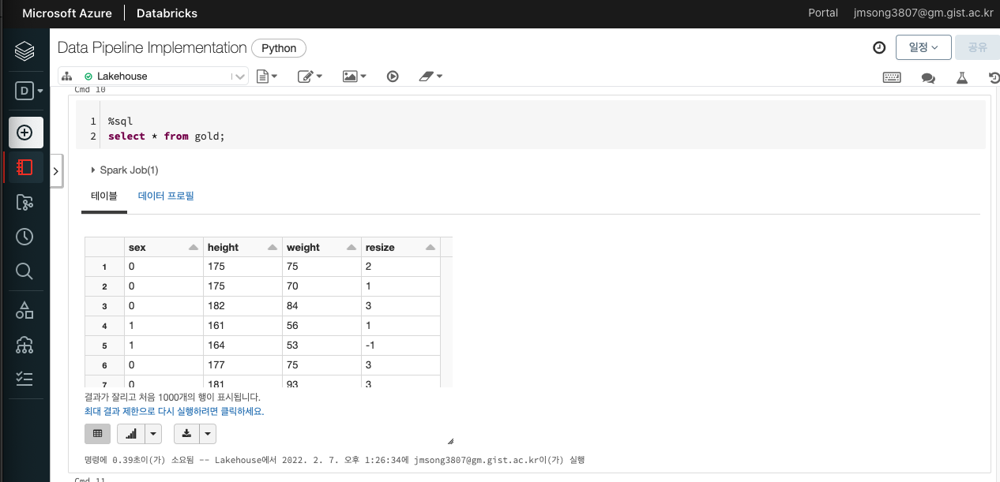 Microsoft Azure | Databricks
Portal jmsong3807@gm.gist.ac.kr
Data Pipeline Implementation Python
일정
공유
D
Lakehouse
Cmd 10
1 %sql
2 select * from gold;
Spark Job(1)
테이블 데이터 프로필
sex height weight resize
1 0 175 75 2
2 0 175 70 1
3 0 182 84 3
4 1 161 56 1
5 1 164 53 -1
6 0 177 75 3
7 0 181 93 3
결과가 잘리고 처음 1000개의 행이 표시됩니다.
최대 결과 제한으로 다시 실행하려면 클릭하세요.
명령에 0.39초이(가) 소요됨 -- Lakehouse에서 2022. 2. 7. 오후 1:26:34에 jmsong3807@gm.gist.ac.kr이(가) 실행
Cmd 11